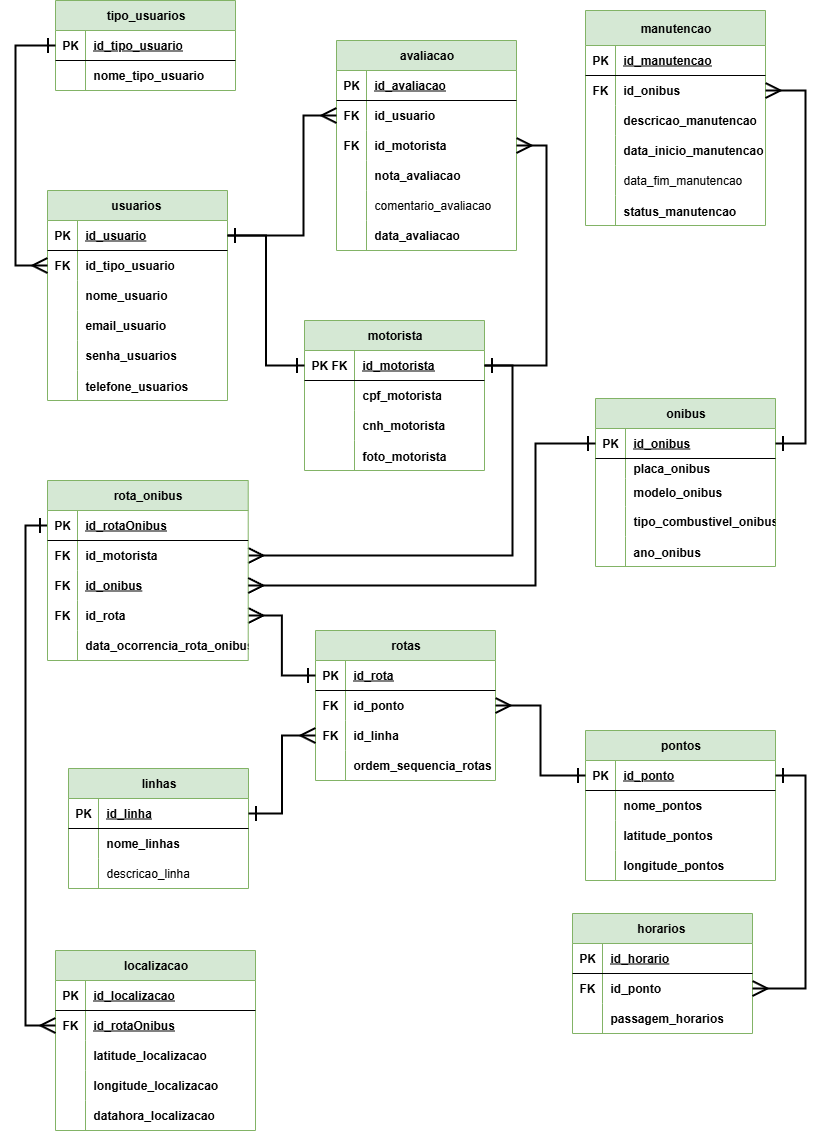 tipo_usuarios
PK id_tipo_usuario
nome_tipo_usuario
avaliacao
PK id_avaliacao
FK id_usuario
FK id_motorista
nota_avaliacao
comentario_avaliacao
data_avaliacao
manutencao
PK id_manutencao
FK id_onibus
descricao_manutencao
data_inicio_manutencao
data_fim_manutencao
status_manutencao
usuarios
PK id_usuario
FK id_tipo_usuario
nome_usuario
email_usuario
senha_usuarios
telefone_usuarios
motorista
PK FK id_motorista
cpf_motorista
cnh_motorista
foto_motorista
onibus
PK id_onibus
placa_onibus
modelo_onibus
tipo_combustivel_onibus
ano_onibus
rota_onibus
PK id_rotaOnibus
FK id_motorista
FK id_onibus
FK id_rota
data_ocorrencia_rota_onibus
rotas
PK id_rota
FK id_ponto
FK id_linha
ordem_sequencia_rotas
linhas
PK id_linha
nome_linhas
descricao_linha
pontos
PK id_ponto
nome_pontos
latitude_pontos
longitude_pontos
horarios
PK id_horario
FK id_ponto
passagem_horarios
localizacao
PK id_localizacao
FK id_rotaOnibus
latitude_localizacao
longitude_localizacao
datahora_localizacao